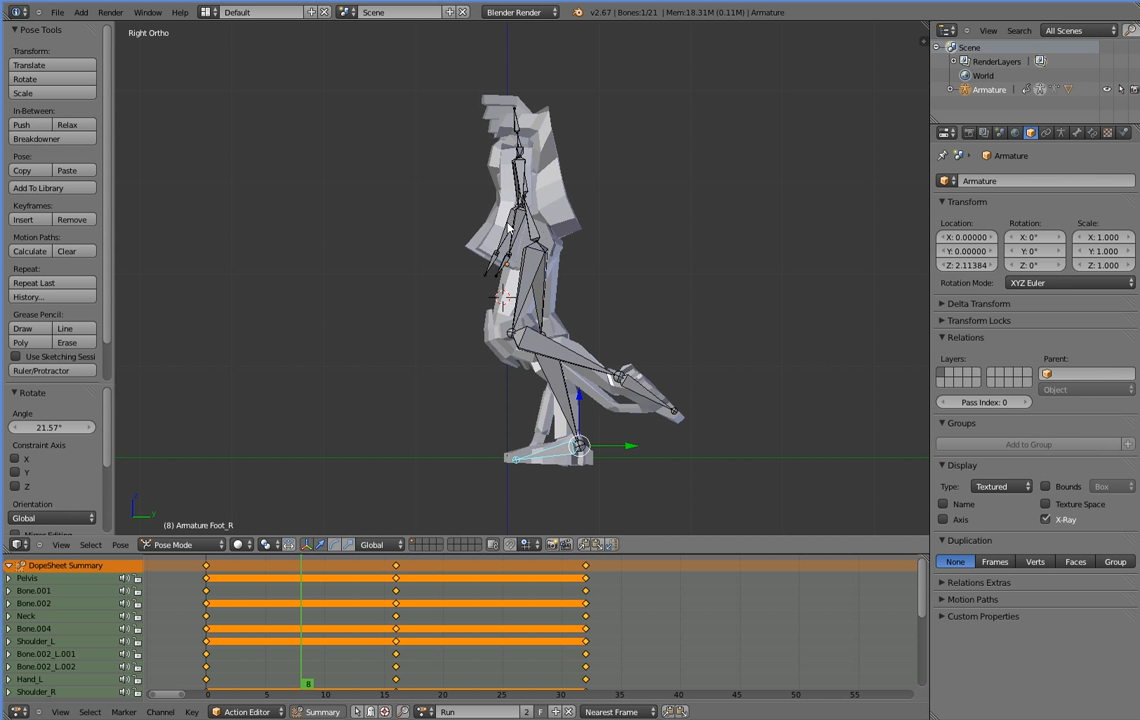 File Add Render Window Help Default Scene Blender Render v2.67 | Bones:1/21 | Mem:18.31M (0.11M) | Armature
Pose Tools
Transform:
Translate
Rotate
Scale
In-Between:
Push Relax
Breakdowner
Pose:
Copy Paste
Add To Library
Keyframes:
Insert Remove
Motion Paths:
Calculate Clear
Repeat:
Repeat Last
History...
Grease Pencil:
Draw Line
Poly Erase
Use Sketching Sessi
Ruler/Protractor
Rotate
Angle
21.57°
Constraint Axis
X
Y
Z
Orientation
Global
Right Ortho
(8) Armature Foot_R
View Select Pose Pose Mode Global
DopeSheet Summary
Pelvis
Bone.001
Bone.002
Neck
Bone.004
Shoulder_L
Bone.002_L.001
Bone.002_L.002
Hand_L
Shoulder_R
8
0 5 10 15 20 25 30 35 40 45 50 55
View Select Marker Channel Key Action Editor Summary Run 2 F Nearest Frame
View Search All Scenes
Scene
RenderLayers
World
Armature
Armature
Armature
Transform
Location: Rotation: Scale:
X: 0.00000 X: 0° X: 1.000
Y: 0.00000 Y: 0° Y: 1.000
Z: 2.11384 Z: 0° Z: 1.000
Rotation Mode: XYZ Euler
Delta Transform
Transform Locks
Relations
Layers: Parent:
Object
Pass Index: 0
Groups
Add to Group
Display
Type: Textured Bounds Box
Name Texture Space
Axis X-Ray
Duplication
None Frames Verts Faces Group
Relations Extras
Motion Paths
Custom Properties